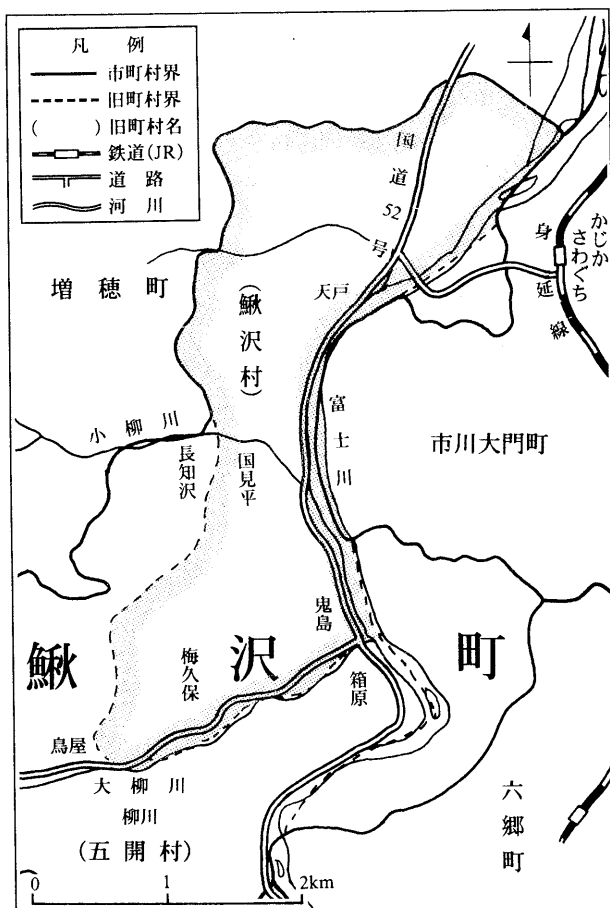 凡例
市町村界
旧町村界
( )旧町村名
鉄道(JR)
道路
河川
国道52号
身延線
かじかさわぐち
増穂町
天戸
(鰍沢村)
富士川
小柳川
長知沢
国見平
市川大門町
鬼島
鰍沢町
梅久保
箱原
鳥屋
大柳川
柳川
(五開村)
六郷町
0 1 2km